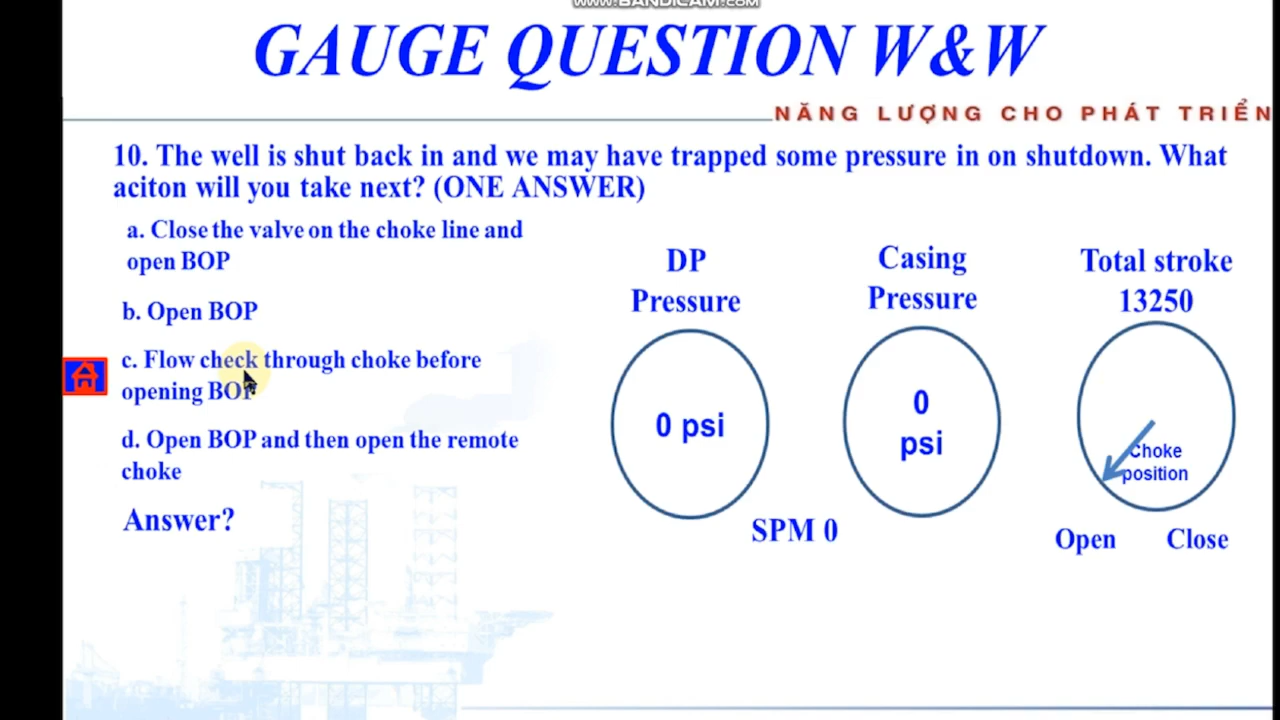 www.BANDICAM.com
GAUGE QUESTION W&W
NĂNG LƯỢNG CHO PHÁT TRIỂN
10. The well is shut back in and we may have trapped some pressure in on shutdown. What
aciton will you take next? (ONE ANSWER)
a. Close the valve on the choke line and
open BOP
b. Open BOP
c. Flow check through choke before
opening BOP
d. Open BOP and then open the remote
choke
Answer?
DP
Pressure
0 psi
Casing
Pressure
0
psi
SPM 0
Total stroke
13250
Choke
position
Open Close